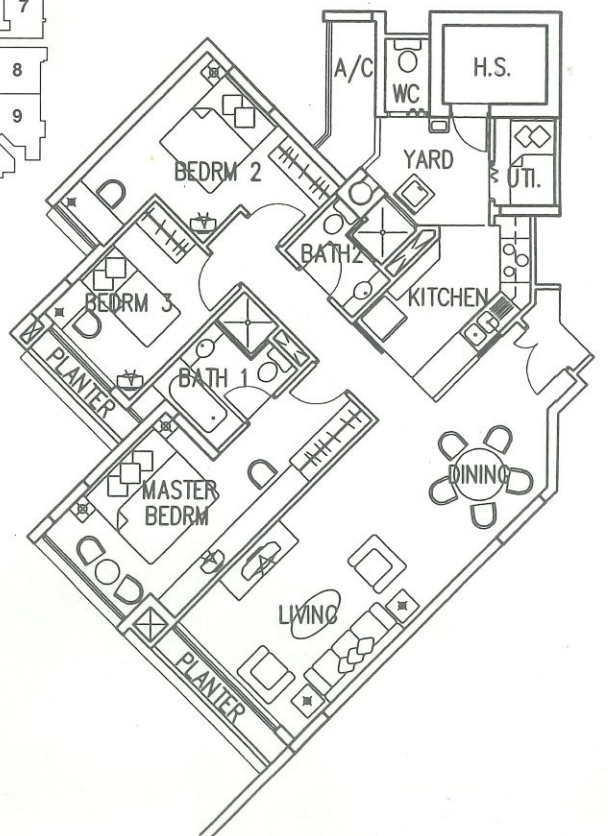 7
8
9
A/C
WC
H.S.
YARD
UTI.
BEDRM 2
BATH2
KITCHEN
BEDRM 3
PLANTER
BATH 1
MASTER
BEDRM
DINING
LIVING
PLANTER